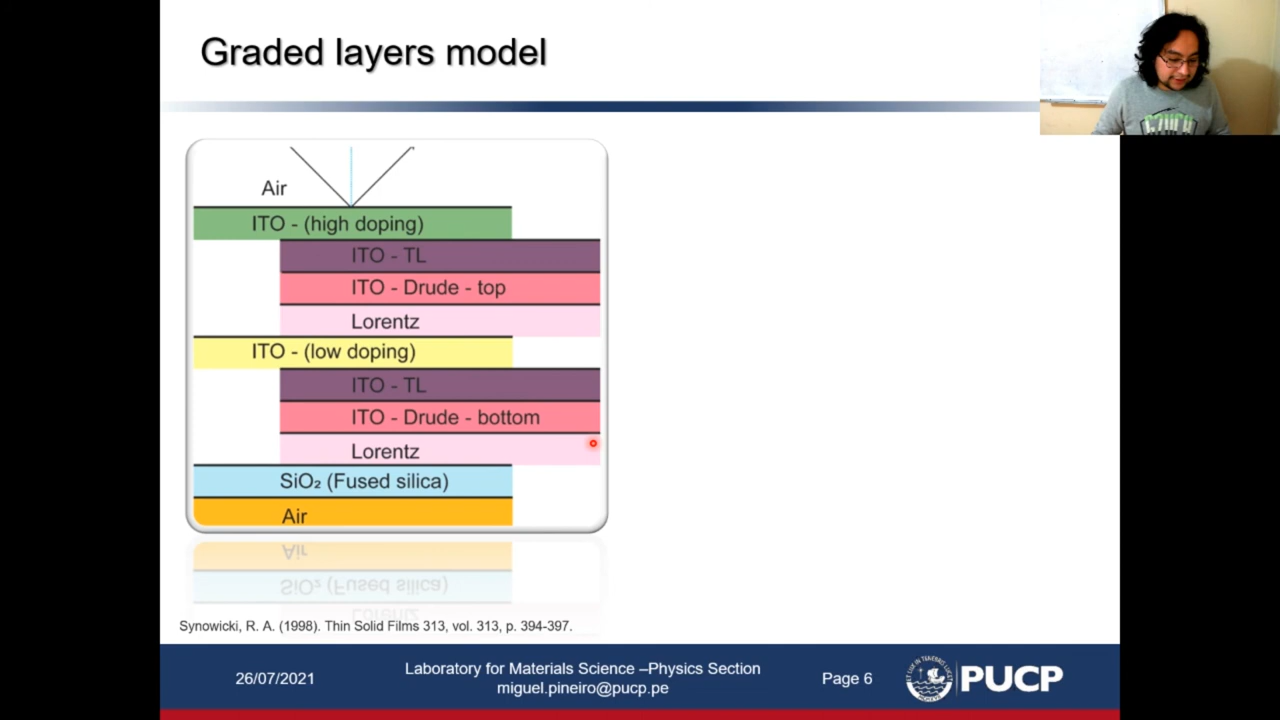 Graded layers model
Air
ITO - (high doping)
ITO - TL
ITO - Drude - top
Lorentz
ITO - (low doping)
ITO - TL
ITO - Drude - bottom
Lorentz
SiO₂ (Fused silica)
Air
Synowicki, R. A. (1998). Thin Solid Films 313, vol. 313, p. 394-397.
26/07/2021
Laboratory for Materials Science –Physics Section
miguel.pineiro@pucp.pe
Page 6
PUCP